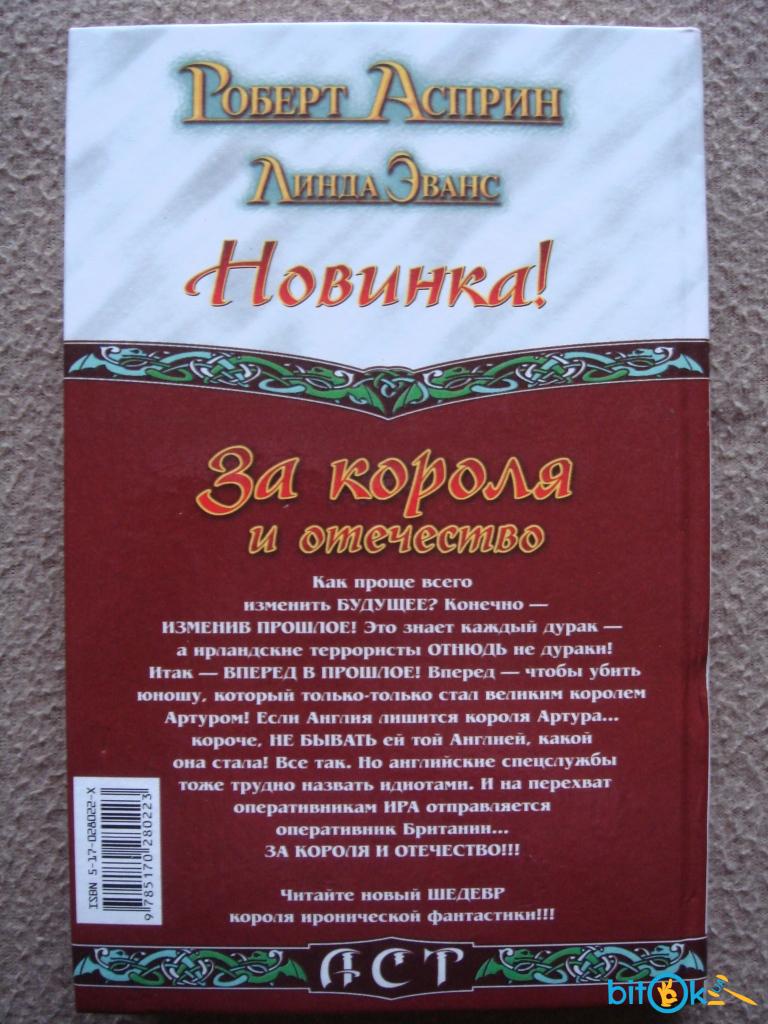 Роберт Асприн
Линда Эванс
Новинка!
За короля
и отечество
Как проще всего
изменить БУДУЩЕЕ? Конечно —
ИЗМЕНИВ ПРОШЛОЕ! Это знает каждый дурак —
а ирландские террористы ОТНЮДЬ не дураки!
Итак — ВПЕРЕД В ПРОШЛОЕ! Вперед — чтобы убить
юношу, который только-только стал великим королем
Артуром! Если Англия лишится короля Артура...
короче, НЕ БЫВАТЬ ей той Англией, какой
она стала! Все так. Но английские спецслужбы
тоже трудно назвать идиотами. И на перехват
оперативникам ИРА отправляется
оперативник Британии...
ЗА КОРОЛЯ И ОТЕЧЕСТВО!!!
Читайте новый ШЕДЕВР
короля иронической фантастики!!!
ISBN 5-17-028022-X
9 785170 280223
АСТ
bitOk